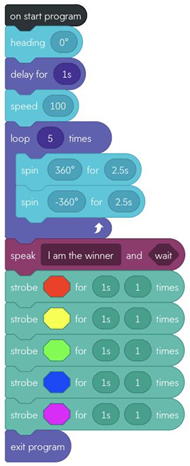 on start program
heading 0°
delay for 1s
speed 100
loop 5 times
spin 360° for 2.5s
spin -360° for 2.5s
speak I am the winner and wait
strobe for 1s 1 times
strobe for 1s 1 times
strobe for 1s 1 times
strobe for 1s 1 times
strobe for 1s 1 times
exit program